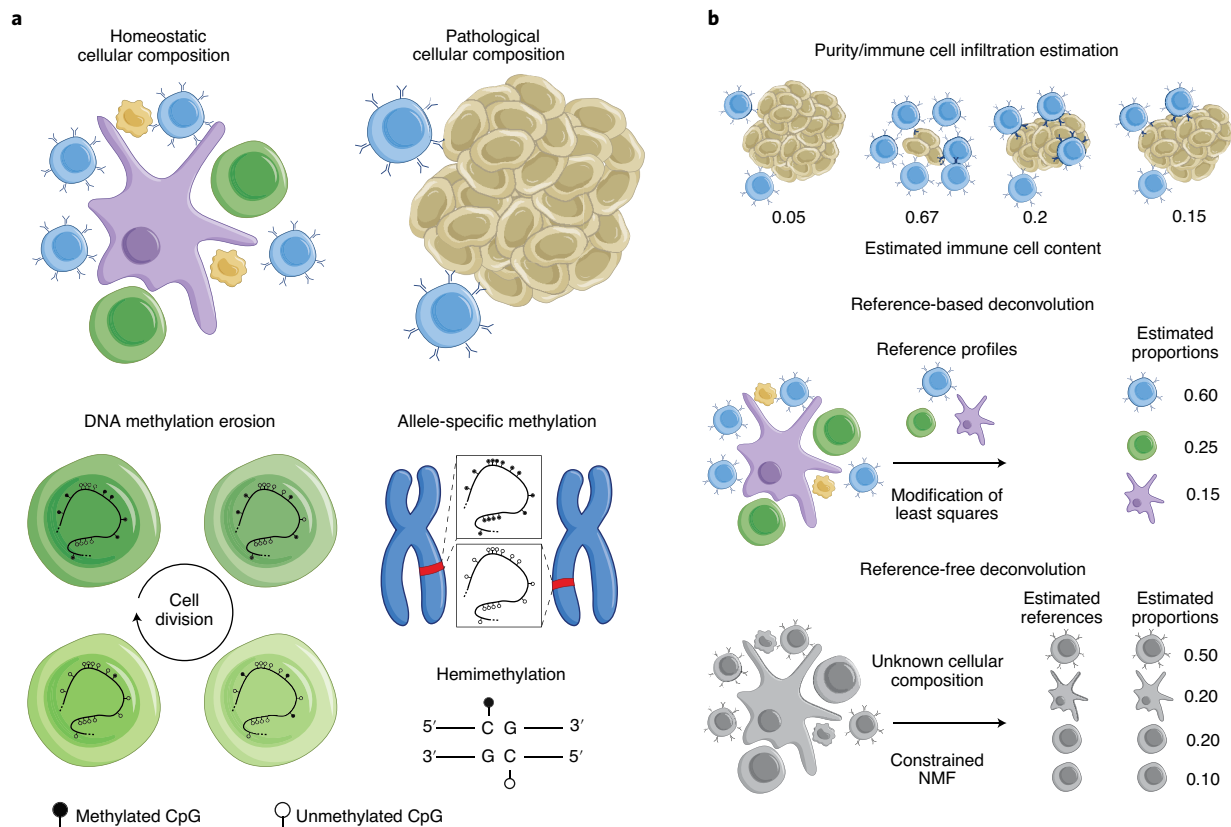 a
Homeostatic
cellular composition
Pathological
cellular composition
DNA methylation erosion
Cell
division
Allele-specific methylation
Hemimethylation
5′ C G 3′
3′ G C 5′
Methylated CpG
Unmethylated CpG
b
Purity/immune cell infiltration estimation
0.05 0.67 0.2 0.15
Estimated immune cell content
Reference-based deconvolution
Reference profiles
Modification of
least squares
Estimated
proportions
0.60
0.25
0.15
Reference-free deconvolution
Unknown cellular
composition
Constrained
NMF
Estimated
references
Estimated
proportions
0.50
0.20
0.20
0.10